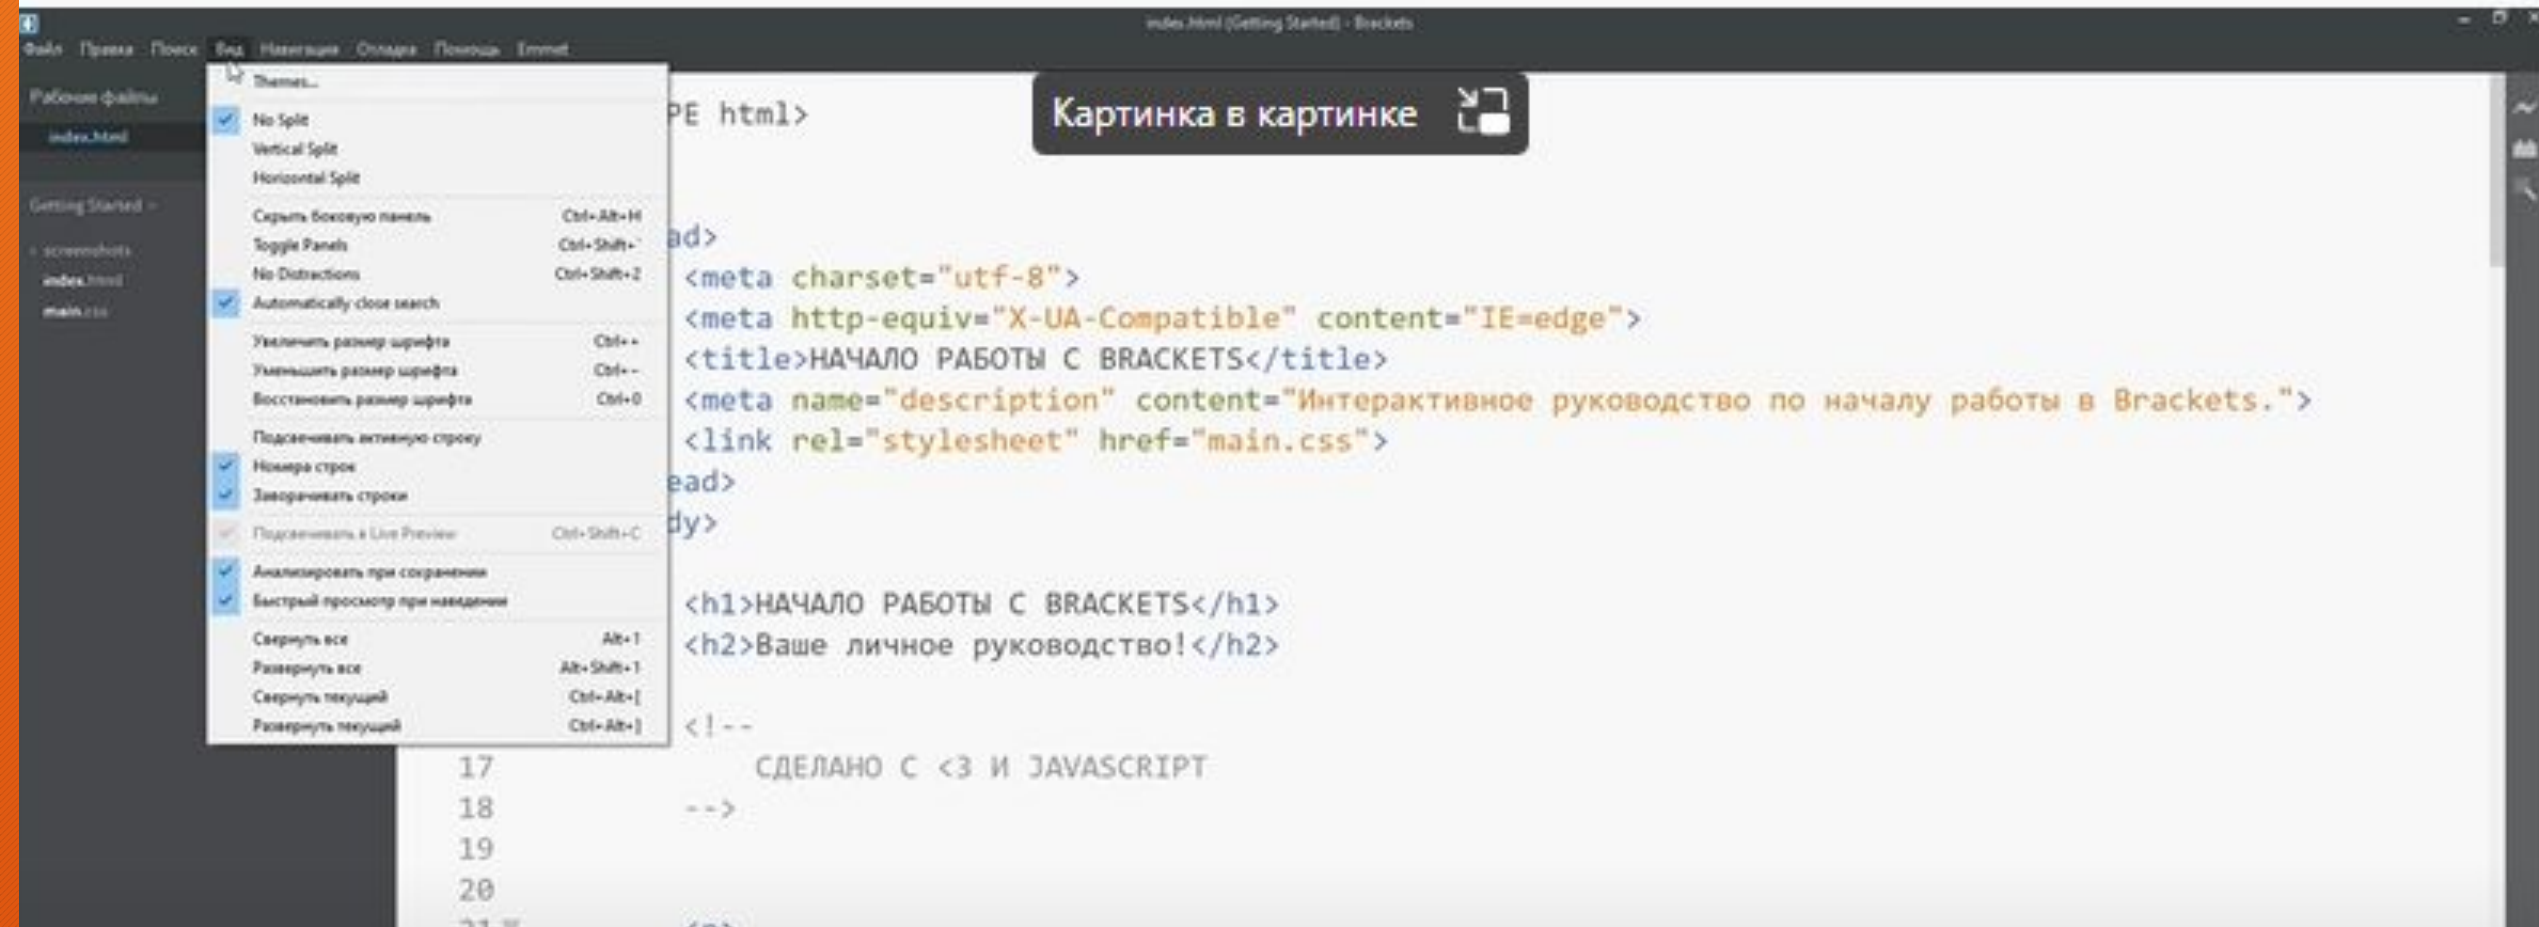 index.html (Getting Started) - Brackets
Файл Правка Поиск Вид Навигация Отладка Помощь Emmet
Рабочие файлы
index.html
Getting Started
screenshots
index.html
main.css
Themes...
No Split
Vertical Split
Horizontal Split
Скрыть боковую панель Ctrl+Alt+H
Toggle Panels Ctrl+Shift+`
No Distractions Ctrl+Shift+2
Automatically close search
Увеличить размер шрифта Ctrl++
Уменьшить размер шрифта Ctrl+-
Восстановить размер шрифта Ctrl+0
Подсвечивать активную строку
Номера строк
Заворачивать строки
Подсвечивать в Live Preview Ctrl+Shift+C
Анализировать при сохранении
Быстрый просмотр при наведении
Свернуть все Alt+1
Развернуть все Alt+Shift+1
Свернуть текущий Ctrl+Alt+[
Развернуть текущий Ctrl+Alt+]
Картинка в картинке
PE html>
ad>
<meta charset="utf-8">
<meta http-equiv="X-UA-Compatible" content="IE=edge">
<title>НАЧАЛО РАБОТЫ С BRACKETS</title>
<meta name="description" content="Интерактивное руководство по началу работы в Brackets.">
<link rel="stylesheet" href="main.css">
ead>
dy>
<h1>НАЧАЛО РАБОТЫ С BRACKETS</h1>
<h2>Ваше личное руководство!</h2>
<!--
17 СДЕЛАНО С <3 И JAVASCRIPT
18 -->
19
20